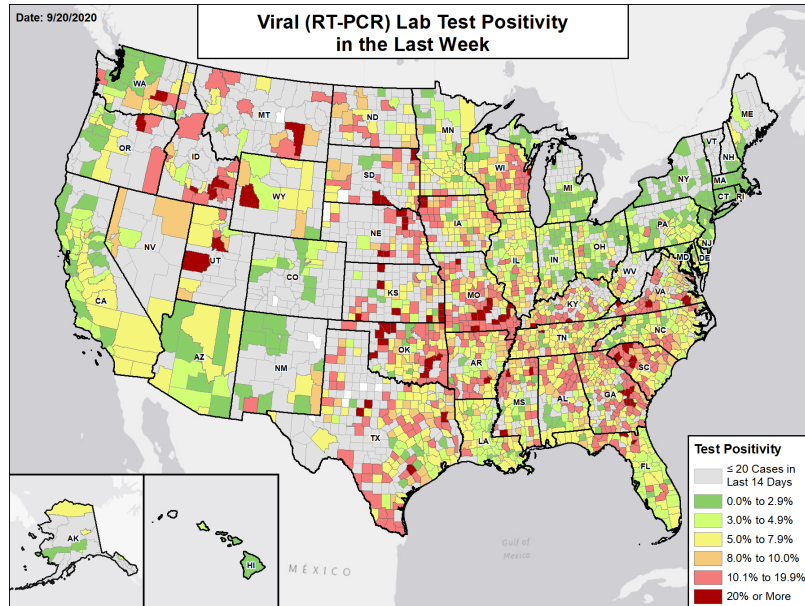 Date: 9/20/2020
Viral (RT-PCR) Lab Test Positivity
in the Last Week
WA
MT
ND
MN
ME
OR
ID
SD
WI
VT
NH
WY
MI
NY
MA
CT
RI
NV
UT
NE
IA
PA
NJ
CO
IL
IN
OH
MD
DE
CA
KS
MO
WV
VA
KY
AZ
NM
OK
AR
TN
NC
SC
TX
LA
MS
AL
GA
FL
AK
HI
MÉXICO
Gulf of
Mexico
Test Positivity
≤ 20 Cases in
Last 14 Days
0.0% to 2.9%
3.0% to 4.9%
5.0% to 7.9%
8.0% to 10.0%
10.1% to 19.9%
20% or More